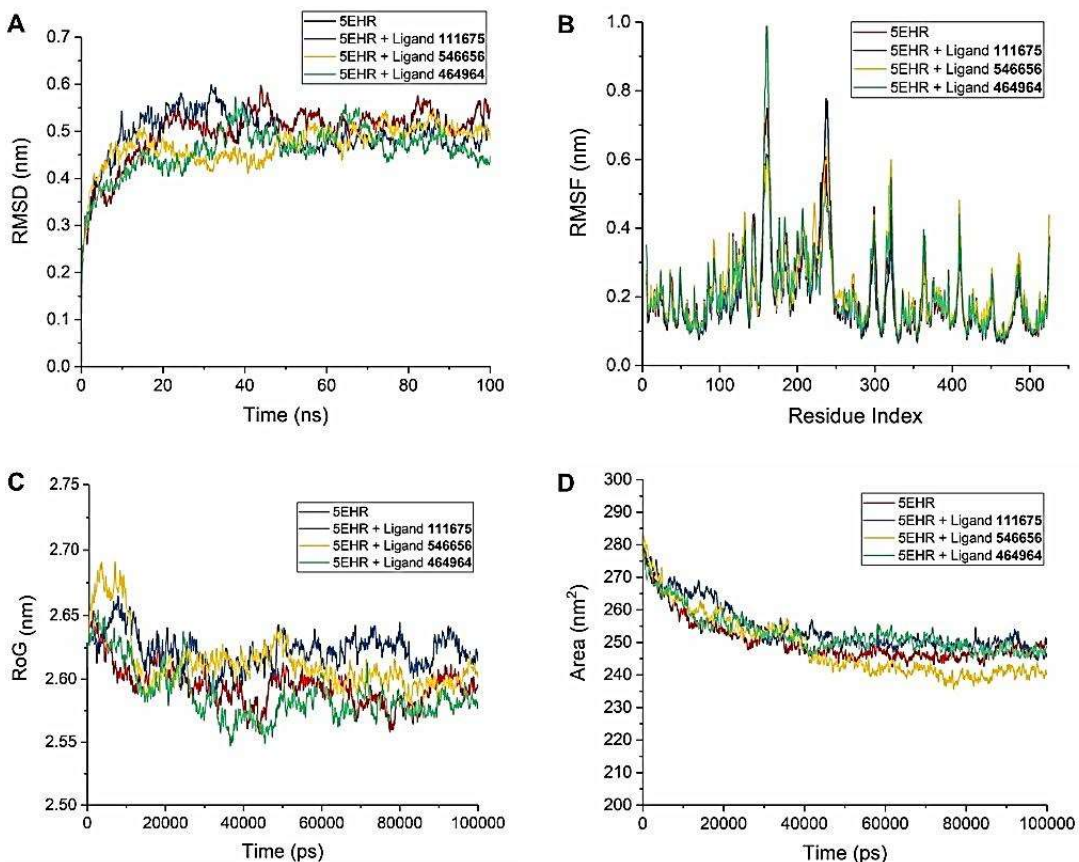 A
0.7
0.6
0.5
0.4
0.3
0.2
0.1
0.0
RMSD (nm)
0
20
40
60
80
100
Time (ns)
5EHR
5EHR + Ligand 111675
5EHR + Ligand 546656
5EHR + Ligand 464964
B
1.0
0.8
0.6
0.4
0.2
0.0
RMSF (nm)
0
100
200
300
400
500
Residue Index
5EHR
5EHR + Ligand 111675
5EHR + Ligand 546656
5EHR + Ligand 464964
C
2.75
2.70
2.65
2.60
2.55
2.50
RoG (nm)
0
20000
40000
60000
80000
100000
Time (ps)
5EHR
5EHR + Ligand 111675
5EHR + Ligand 546656
5EHR + Ligand 464964
D
300
290
280
270
260
250
240
230
220
210
200
Area (nm²)
0
20000
40000
60000
80000
100000
Time (ps)
5EHR
5EHR + Ligand 111675
5EHR + Ligand 546656
5EHR + Ligand 464964